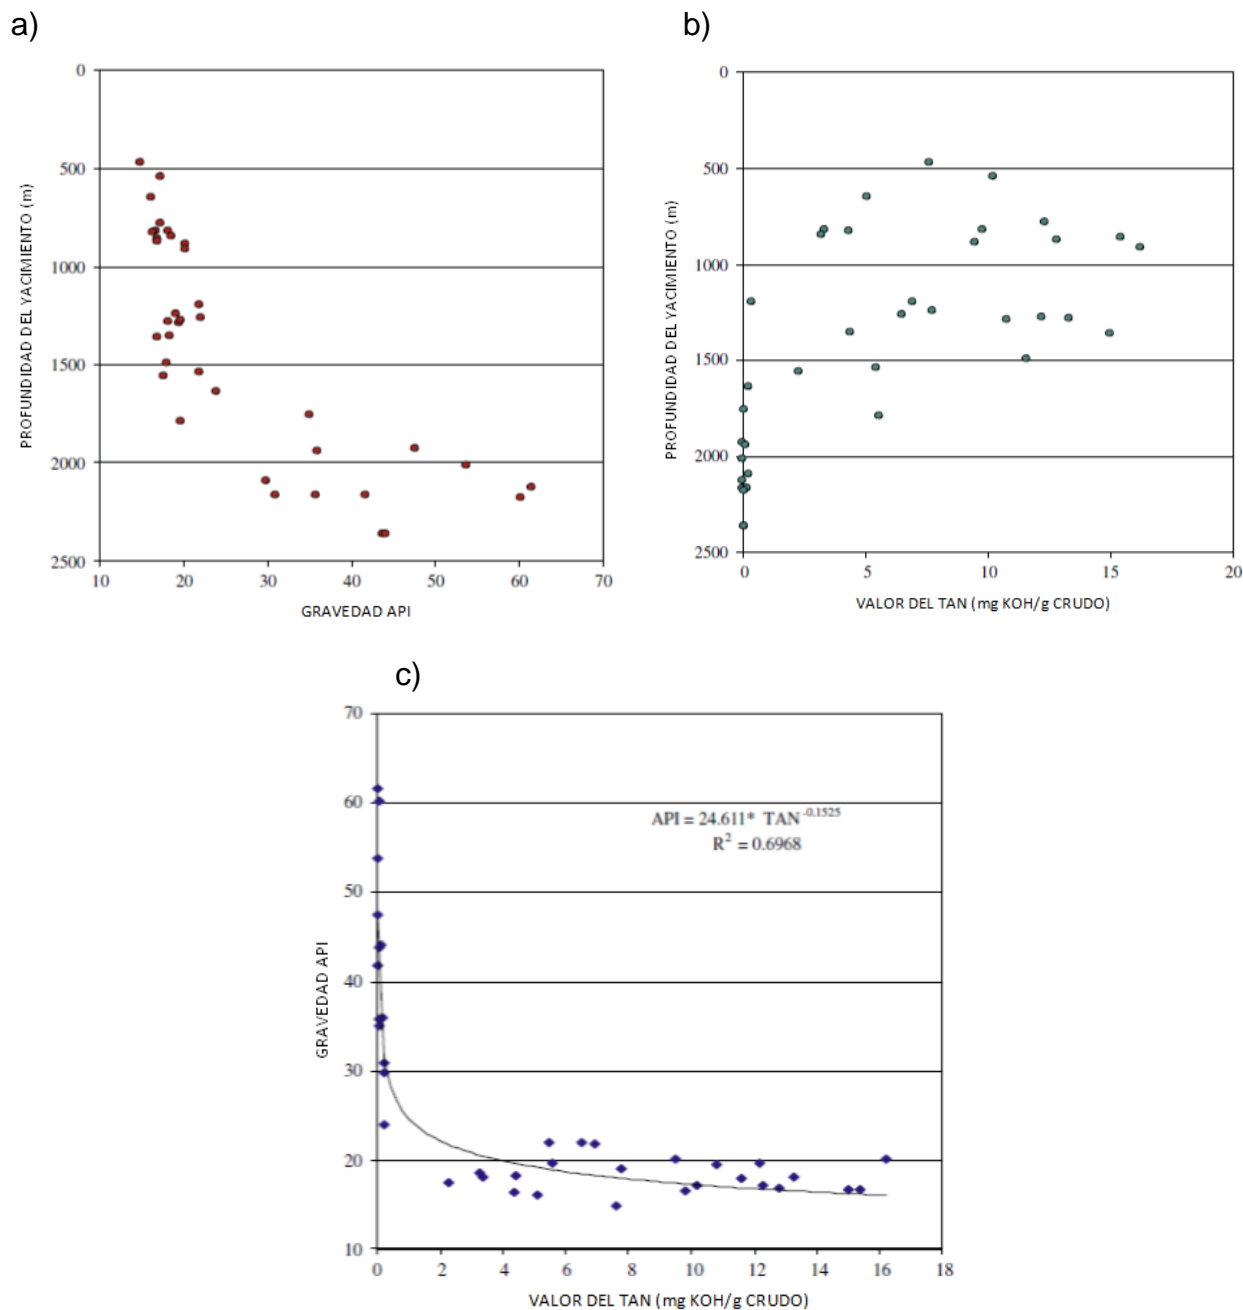 a)
0
500
1000
1500
2000
2500
PROFUNDIDAD DEL YACIMIENTO (m)
10 20 30 40 50 60 70
GRAVEDAD API
b)
0
500
1000
1500
2000
2500
PROFUNDIDAD DEL YACIMIENTO (m)
0 5 10 15 20
VALOR DEL TAN (mg KOH/g CRUDO)
c)
70
60
50
40
30
20
10
GRAVEDAD API
API = 24.611* TAN^-0.1525
R² = 0.6968
0 2 4 6 8 10 12 14 16 18
VALOR DEL TAN (mg KOH/g CRUDO)